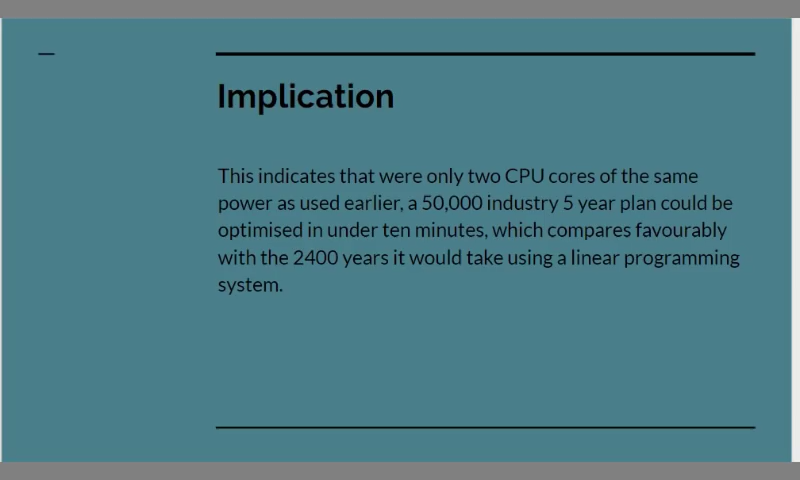 Implication
This indicates that were only two CPU cores of the same
power as used earlier, a 50,000 industry 5 year plan could be
optimised in under ten minutes, which compares favourably
with the 2400 years it would take using a linear programming
system.